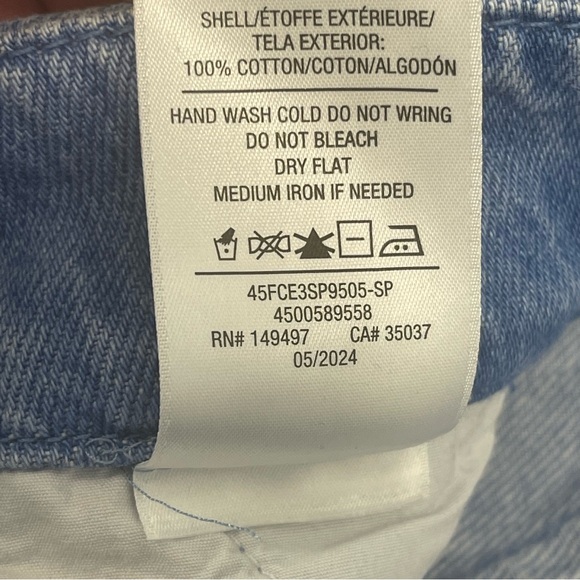 SHELL/ÉTOFFE EXTÉRIEURE/
TELA EXTERIOR:
100% COTTON/COTON/ALGODÓN
HAND WASH COLD DO NOT WRING
DO NOT BLEACH
DRY FLAT
MEDIUM IRON IF NEEDED
45FCE3SP9505-SP
4500589558
RN# 149497 CA# 35037
05/2024